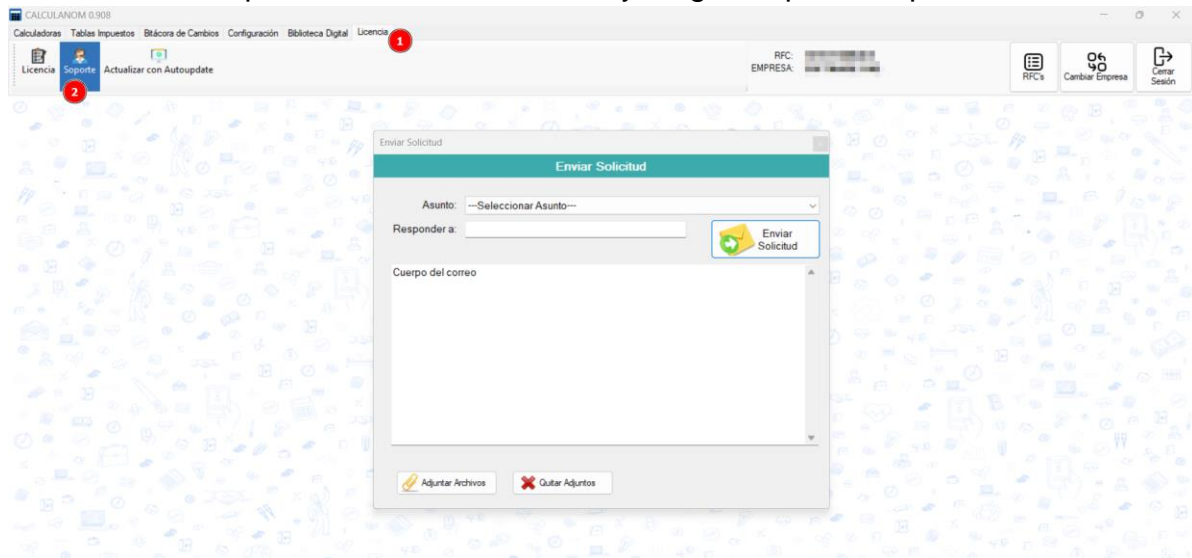 CALCULANOM 0.908
Calculadoras Tablas Impuestos Bitácora de Cambios Configuración Biblioteca Digital Licencia
1
Licencia Soporte Actualizar con Autoupdate
2
RFC:
EMPRESA:
RFC's Cambiar Empresa Cerrar Sesión
Enviar Solicitud
Enviar Solicitud
Asunto: ---Seleccionar Asunto---
Responder a:
Enviar Solicitud
Cuerpo del correo
Adjuntar Archivos Quitar Adjuntos